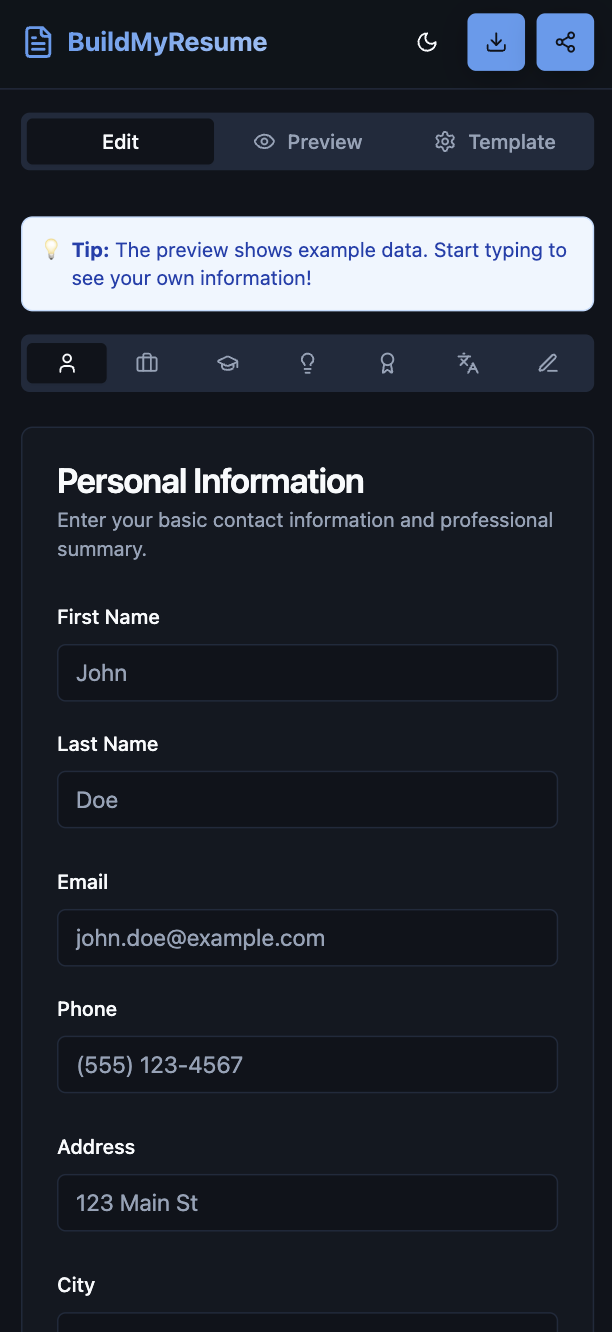 BuildMyResume
Edit
Preview
Template
Tip: The preview shows example data. Start typing to
see your own information!
Personal Information
Enter your basic contact information and professional
summary.
First Name
John
Last Name
Doe
Email
john.doe@example.com
Phone
(555) 123-4567
Address
123 Main St
City